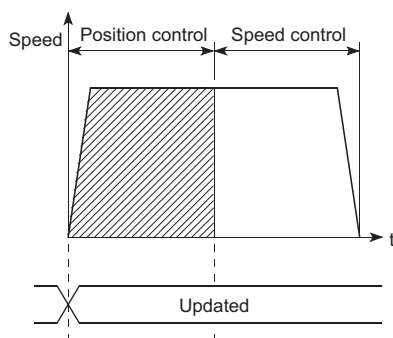 Speed
Position control
Speed control
t
Updated